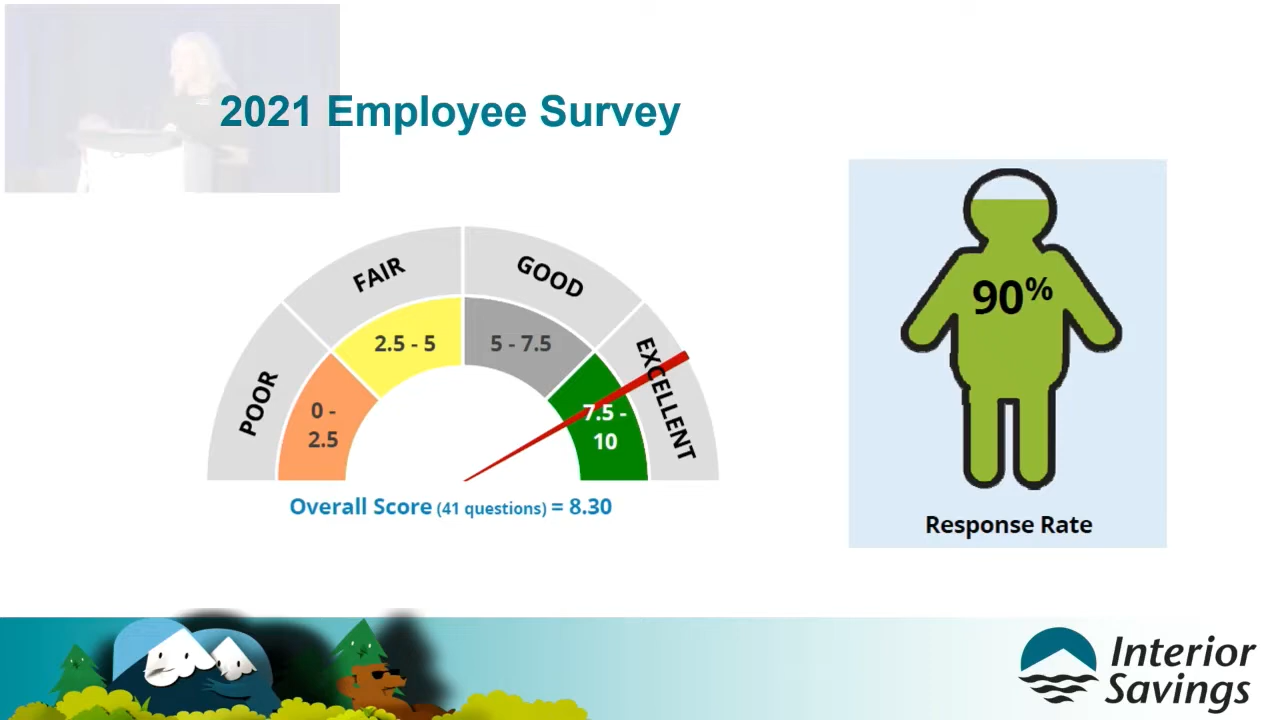 2021 Employee Survey
POOR
FAIR
GOOD
EXCELLENT
0 -
2.5
2.5 - 5
5 - 7.5
7.5 -
10
Overall Score (41 questions) = 8.30
90%
Response Rate
Interior
Savings